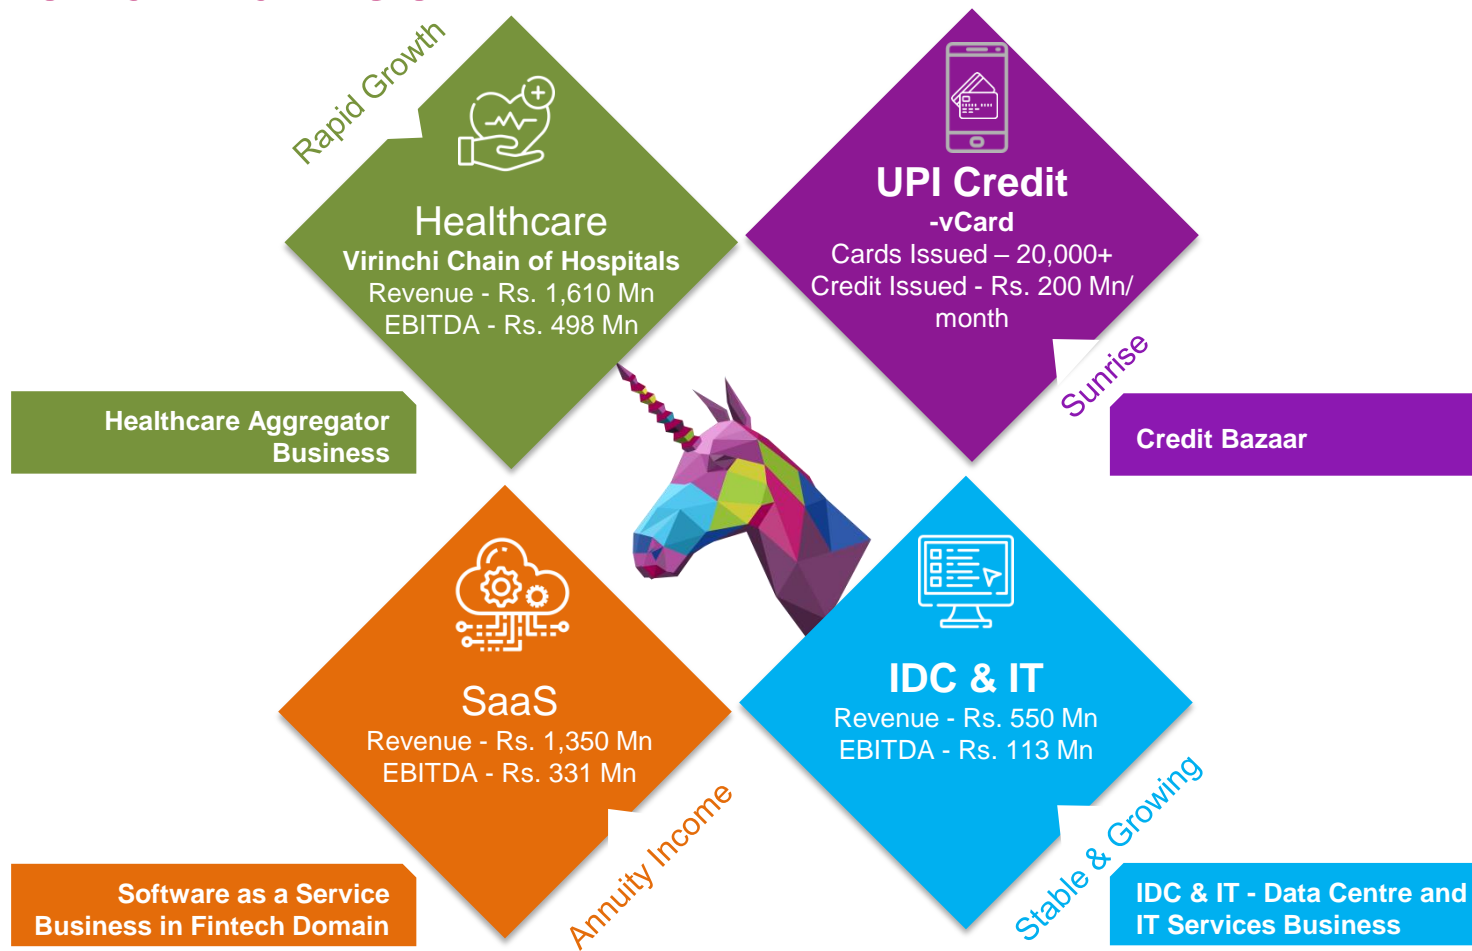 Rapid Growth
Healthcare
Virinchi Chain of Hospitals
Revenue - Rs. 1,610 Mn
EBITDA - Rs. 498 Mn
UPI Credit
-vCard
Cards Issued – 20,000+
Credit Issued - Rs. 200 Mn/
month
Sunrise
Healthcare Aggregator
Business
Credit Bazaar
SaaS
Revenue - Rs. 1,350 Mn
EBITDA - Rs. 331 Mn
Annuity Income
IDC & IT
Revenue - Rs. 550 Mn
EBITDA - Rs. 113 Mn
Stable & Growing
Software as a Service
Business in Fintech Domain
IDC & IT - Data Centre and
IT Services Business